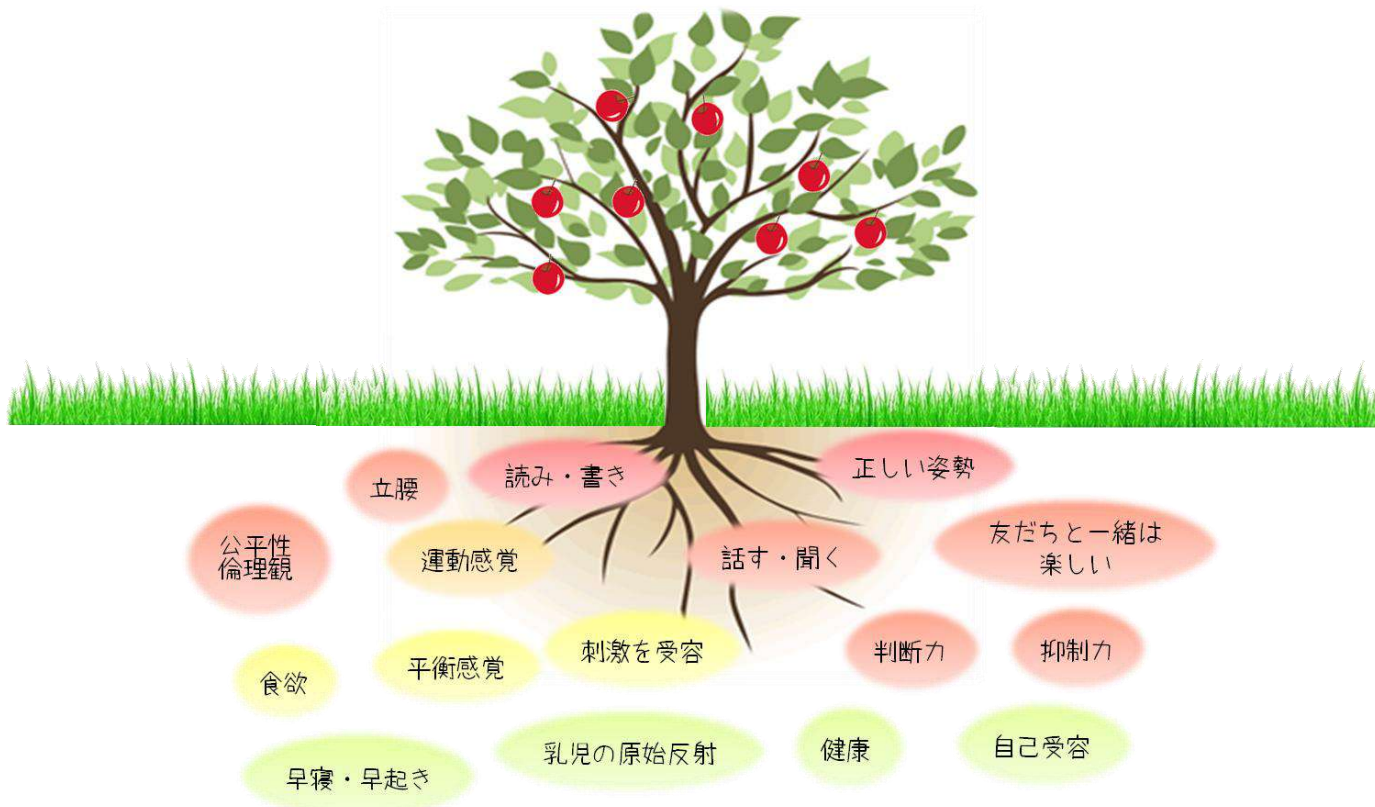 読み・書き
正しい姿勢
立腰
公平性
倫理観
運動感覚
話す・聞く
友だちと一緒は
楽しい
食欲
平衡感覚
刺激を受容
判断力
抑制力
早寝・早起き
乳児の原始反射
健康
自己受容